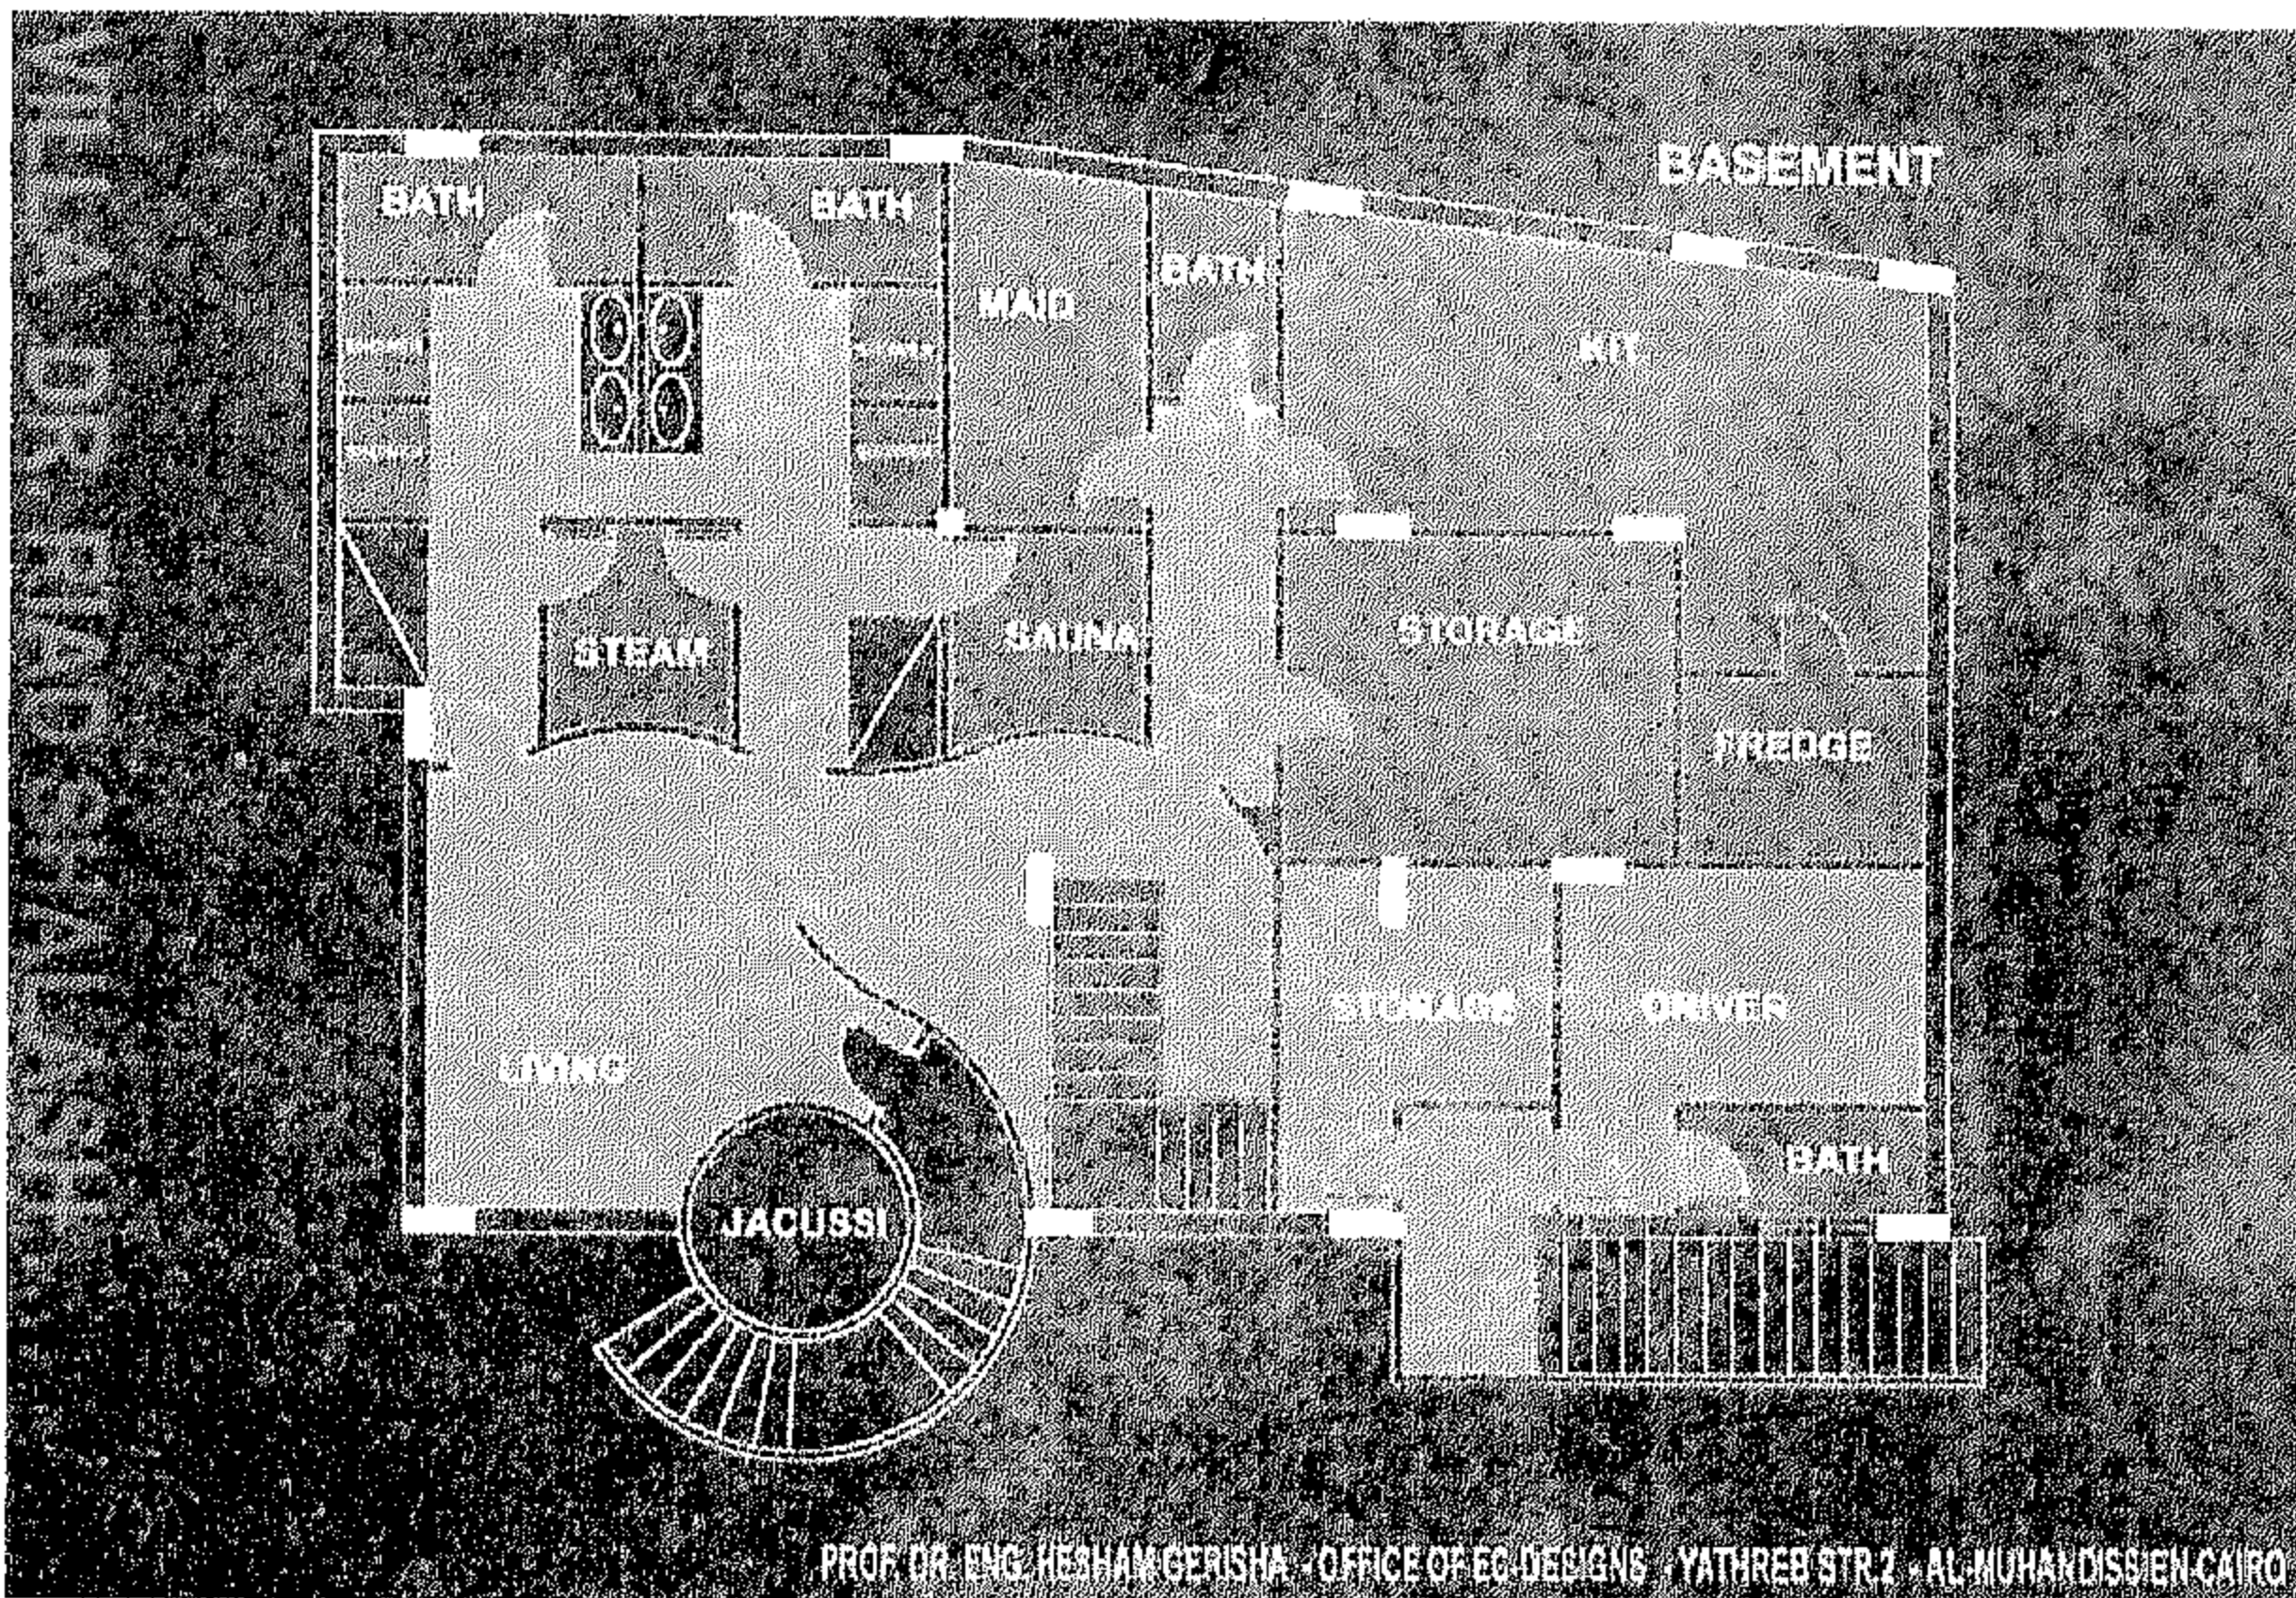 BASEMENT
BATH
BATH
BATH
MAID
KIT
STEAM
SAUNA
STORAGE
FREDGE
STORAGE
DRIVER
LIVING
BATH
JACUSSI
PROF. DR. ENG. HESHAM GERISHA - OFFICE OF EG-DESIGNS YATHREB STR.2 - AL-MUHANDISSIEN-CAIRO